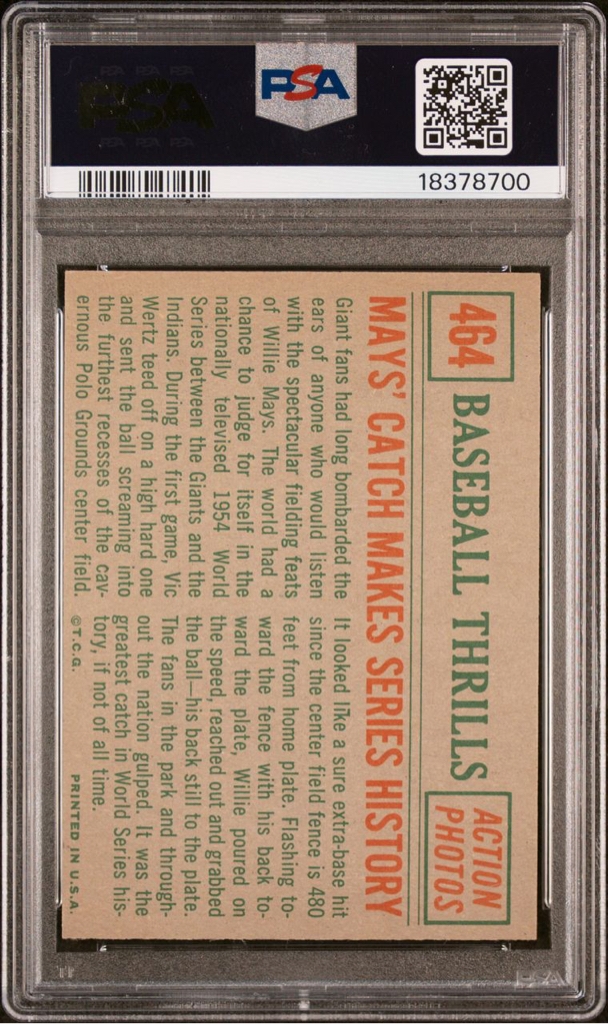 PSA
PSA PSA PSA
PSA
PSA PSA PSA
18378700
464 BASEBALL THRILLS ACTION PHOTOS
MAYS' CATCH MAKES SERIES HISTORY
Giant fans had long bombarded the
ears of anyone who would listen
with the spectacular fielding feats
of Willie Mays. The world had a
chance to judge for itself in the
nationally televised 1954 World
Series between the Giants and the
Indians. During the first game, Vic
Wertz teed off on a high hard one
and sent the ball screaming into
the furthest recesses of the cav-
ernous Polo Grounds center field.
It looked like a sure extra-base hit
since the center field fence is 480
feet from home plate. Flashing to-
ward the fence with his back to-
ward the plate, Willie poured on
the speed, reached out and grabbed
the ball—his back still to the plate.
The fans in the park and through-
out the nation gulped. It was the
greatest catch in World Series his-
tory, if not of all time.
©T.C.G. PRINTED IN U.S.A.
PSA